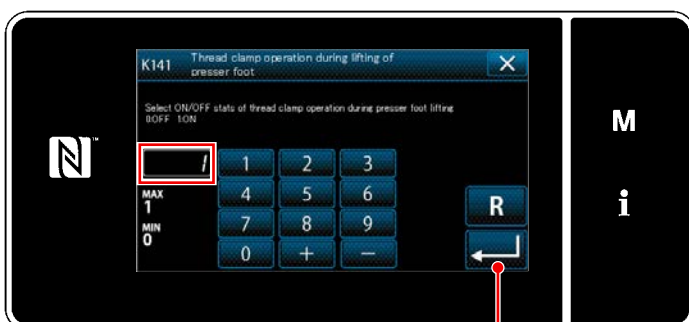 K141 Thread clamp operation during lifting of
presser foot
Select ON/OFF stats of thread clamp operation during presser foot lifting
0:OFF 1:ON
1
1 2 3
MAX
1
4 5 6
MIN
0
7 8 9
0 + −
R
M
i
N